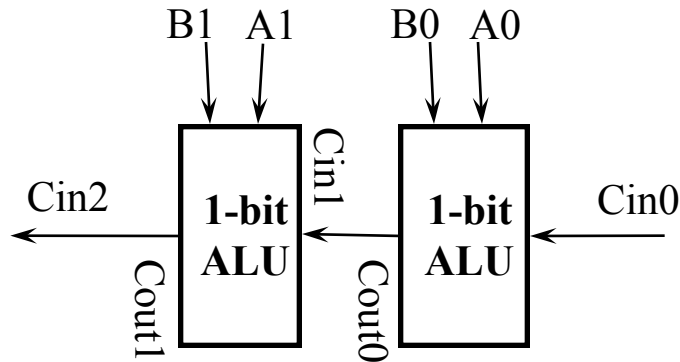 B1 A1 B0 A0
Cin2
1-bit
ALU
Cin1
1-bit
ALU
Cin0
Cout1
Cout0